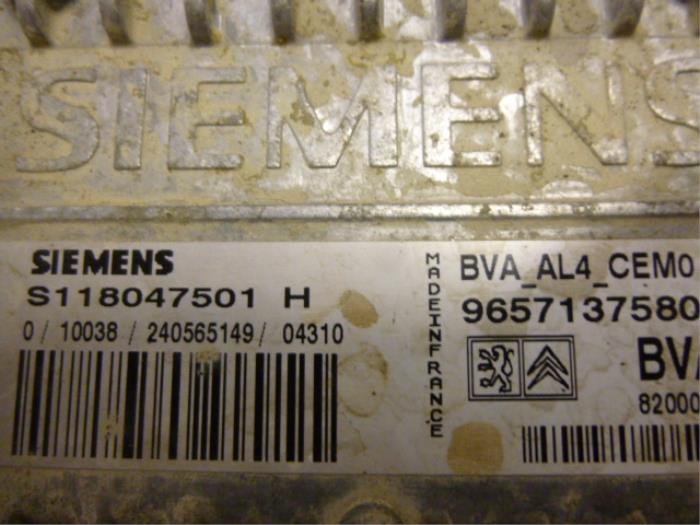 SIEMENS
SIEMENS
S118047501 H
0 / 10038 / 240565149 / 04310
MADEINFRANCE
BVA_AL4_CEM0
9657137580
BV
82000